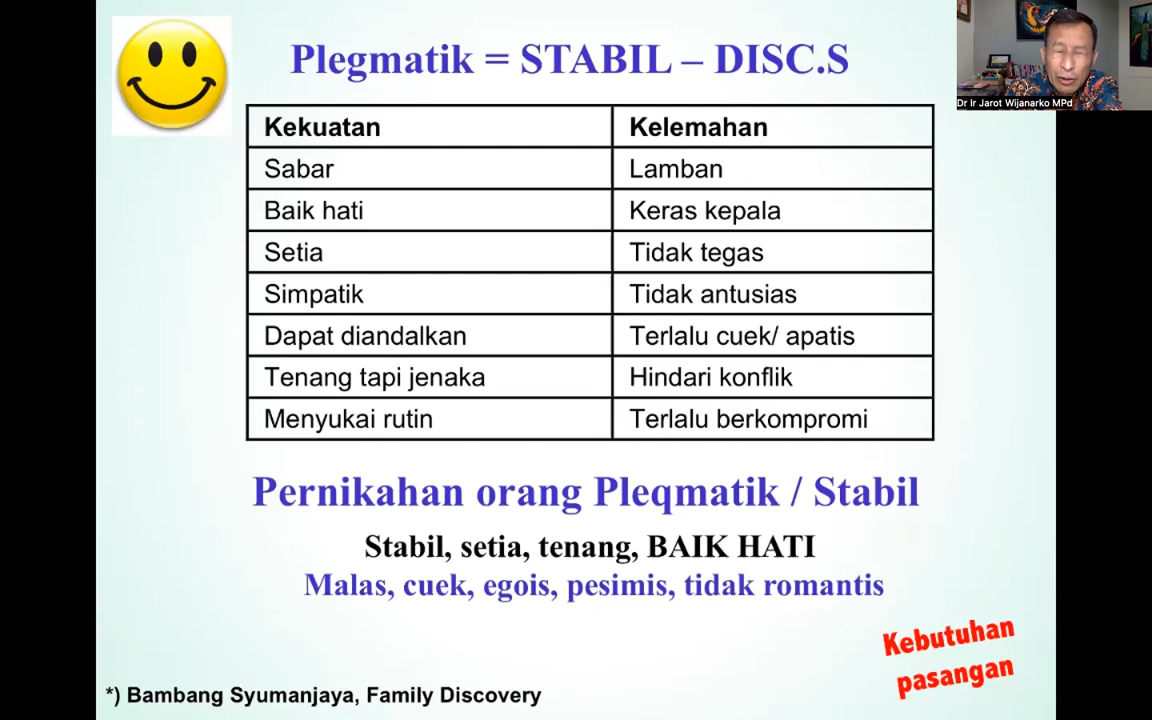 Plegmatik = STABIL – DISC.S
Dr Ir Jarot Wijanarko MPd
Kekuatan Kelemahan
Sabar Lamban
Baik hati Keras kepala
Setia Tidak tegas
Simpatik Tidak antusias
Dapat diandalkan Terlalu cuek/ apatis
Tenang tapi jenaka Hindari konflik
Menyukai rutin Terlalu berkompromi
Pernikahan orang Pleqmatik / Stabil
Stabil, setia, tenang, BAIK HATI
Malas, cuek, egois, pesimis, tidak romantis
Kebutuhan
pasangan
*) Bambang Syumanjaya, Family Discovery